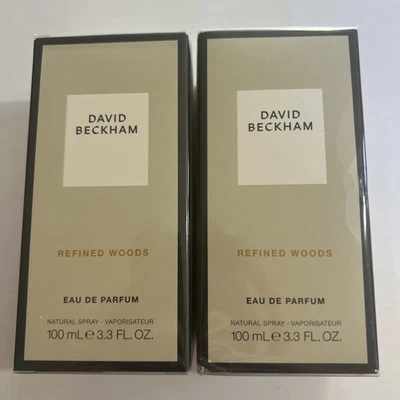 DAVID
BECKHAM
REFINED WOODS
EAU DE PARFUM
NATURAL SPRAY - VAPORISATEUR
100 mL e 3.3 FL. OZ.
DAVID
BECKHAM
REFINED WOODS
EAU DE PARFUM
NATURAL SPRAY - VAPORISATEUR
100 mL e 3.3 FL. OZ.